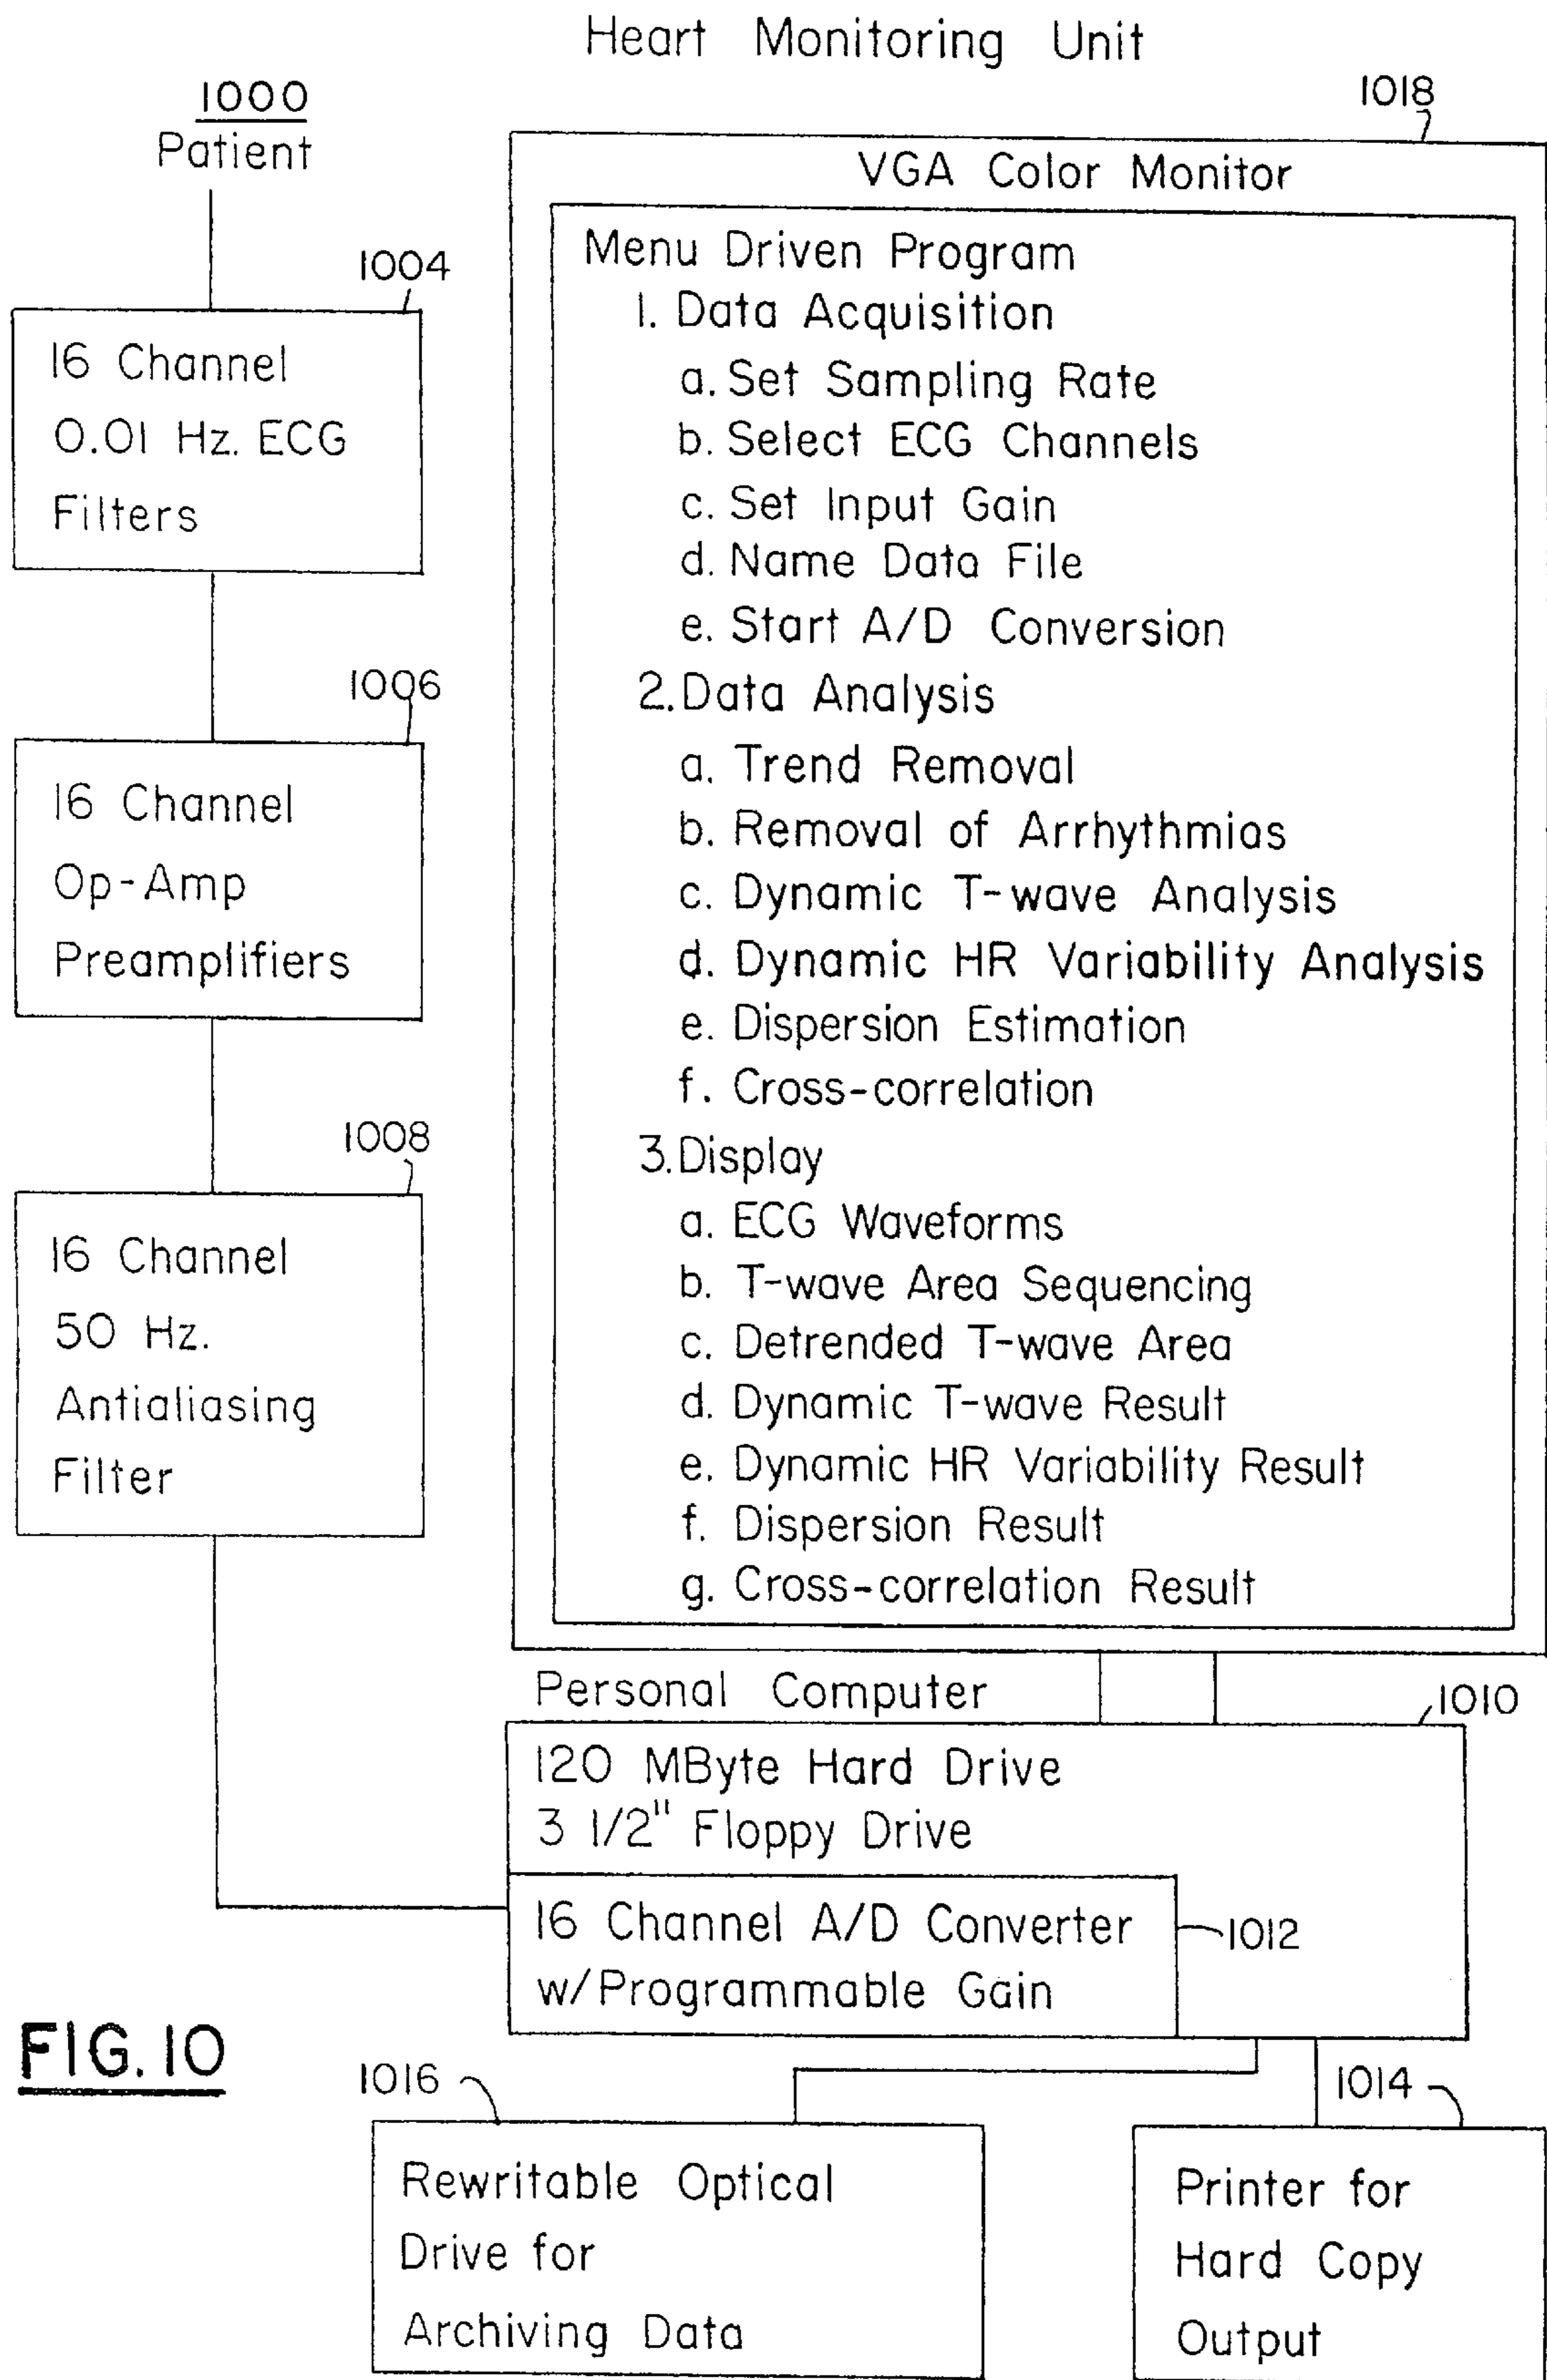 Heart Monitoring Unit
1000
Patient
1004
16 Channel
0.01 Hz. ECG
Filters
1006
16 Channel
Op-Amp
Preamplifiers
1008
16 Channel
50 Hz.
Antialiasing
Filter
1018
VGA Color Monitor
Menu Driven Program
1. Data Acquisition
a. Set Sampling Rate
b. Select ECG Channels
c. Set Input Gain
d. Name Data File
e. Start A/D Conversion
2. Data Analysis
a. Trend Removal
b. Removal of Arrhythmias
c. Dynamic T-wave Analysis
d. Dynamic HR Variability Analysis
e. Dispersion Estimation
f. Cross-correlation
3. Display
a. ECG Waveforms
b. T-wave Area Sequencing
c. Detrended T-wave Area
d. Dynamic T-wave Result
e. Dynamic HR Variability Result
f. Dispersion Result
g. Cross-correlation Result
Personal Computer
1010
120 MByte Hard Drive
3 1/2" Floppy Drive
16 Channel A/D Converter
w/Programmable Gain
1012
FIG. 10
1016
Rewritable Optical
Drive for
Archiving Data
1014
Printer for
Hard Copy
Output